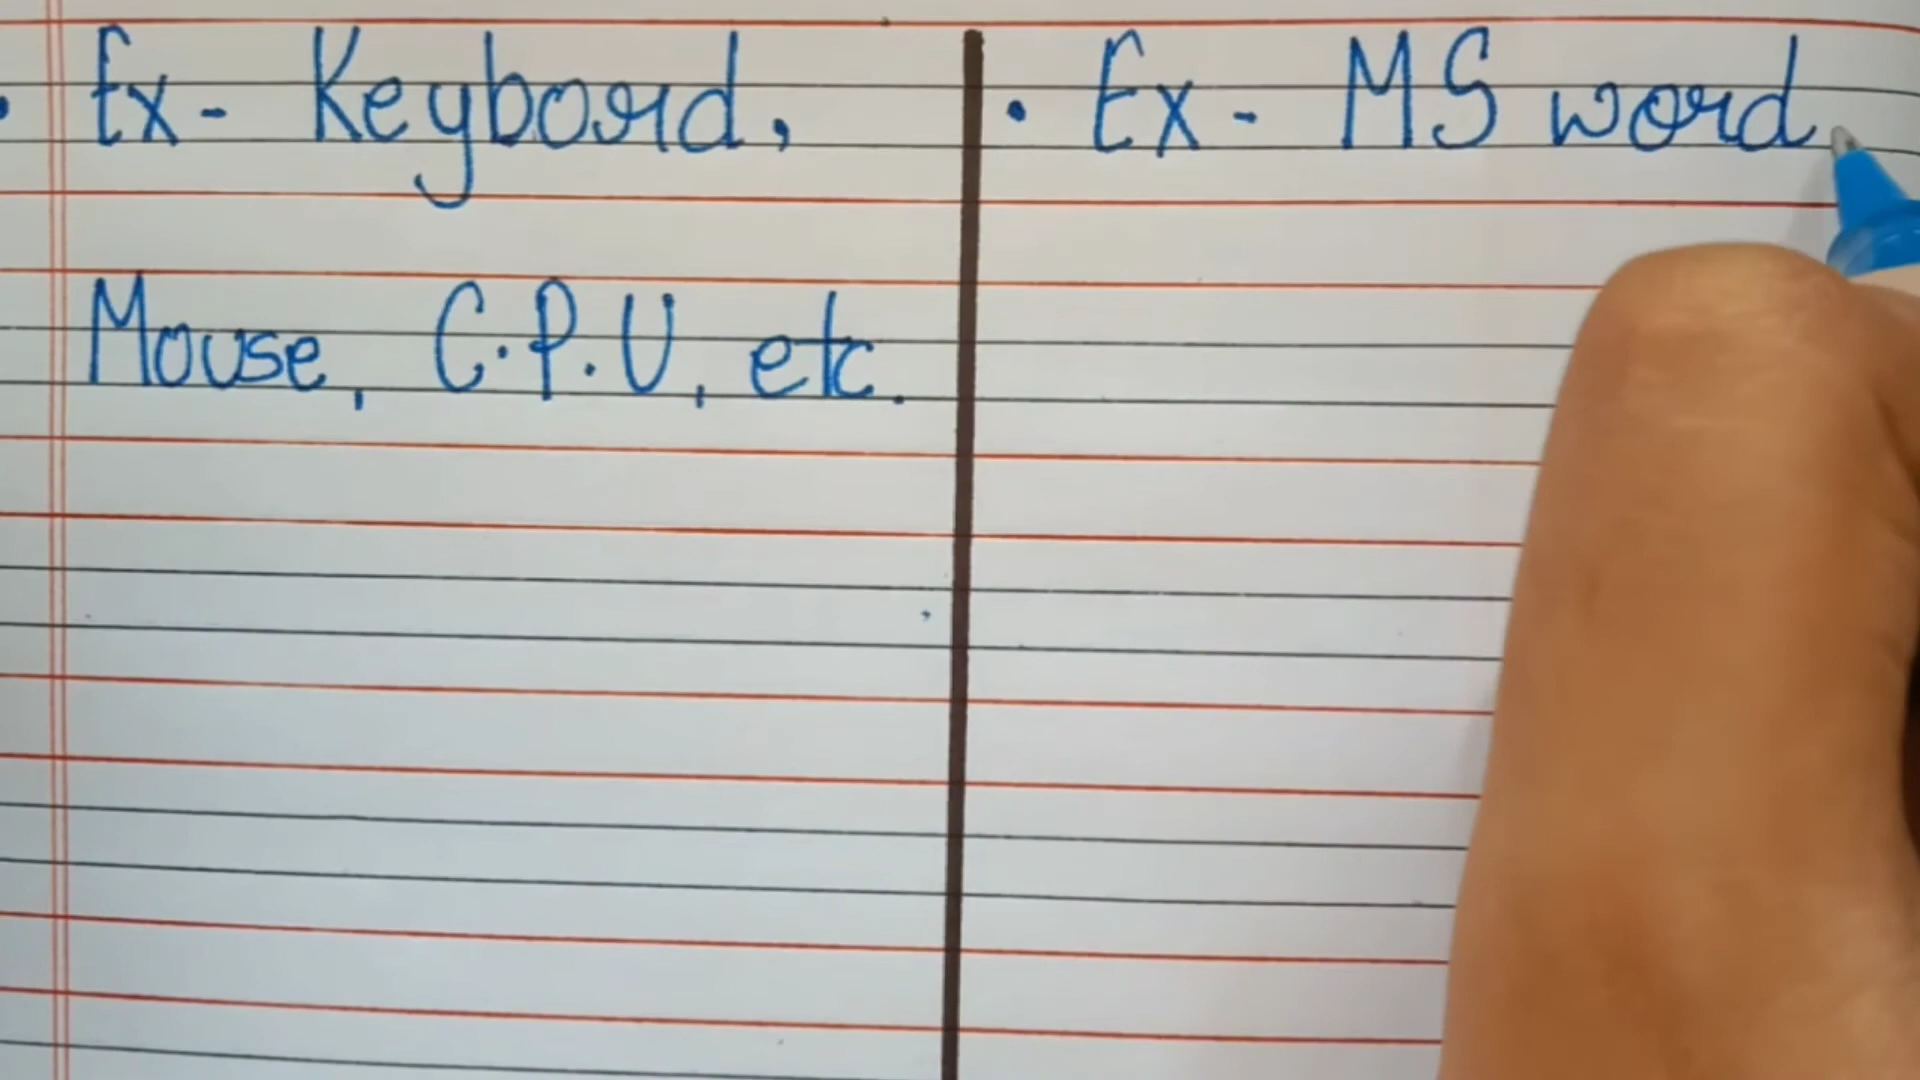 • Ex - Keyboard,
Mouse, C.P.U, etc.
• Ex - MS word